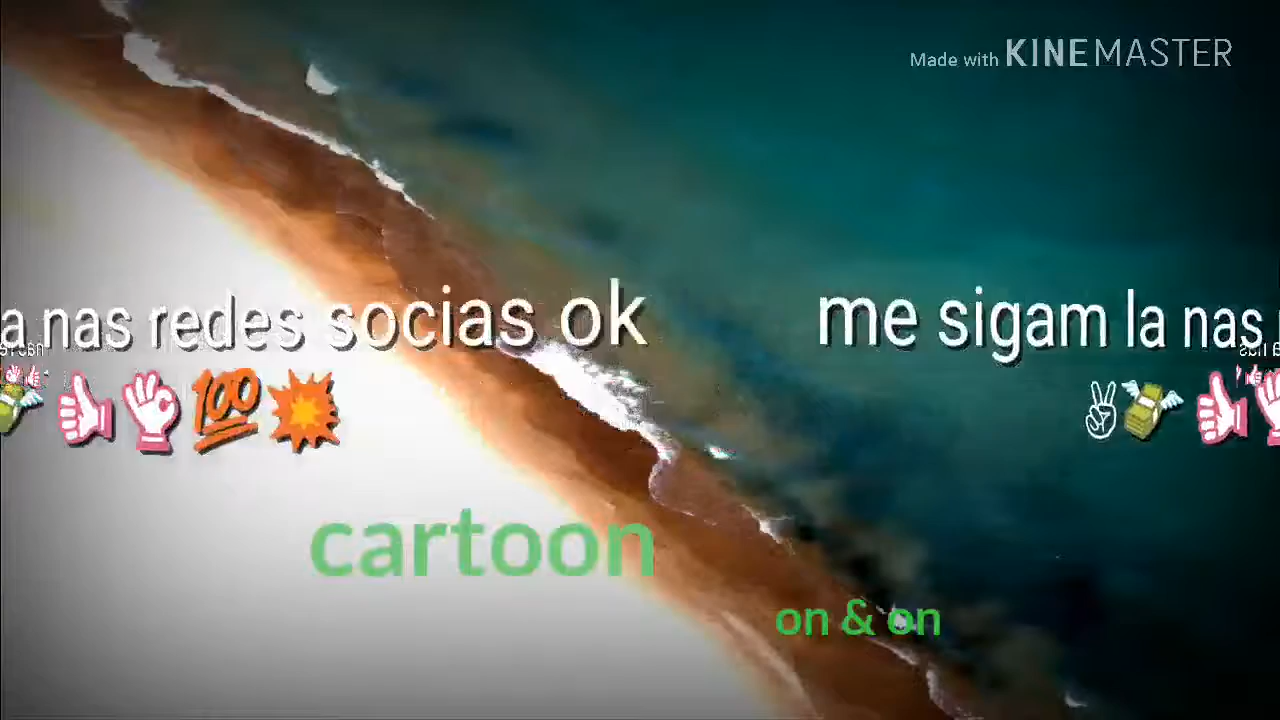 Made with KINEMASTER
a nas redes socias ok
me sigam la nas
👍👌💯💥
✌💸👍
cartoon
on & on